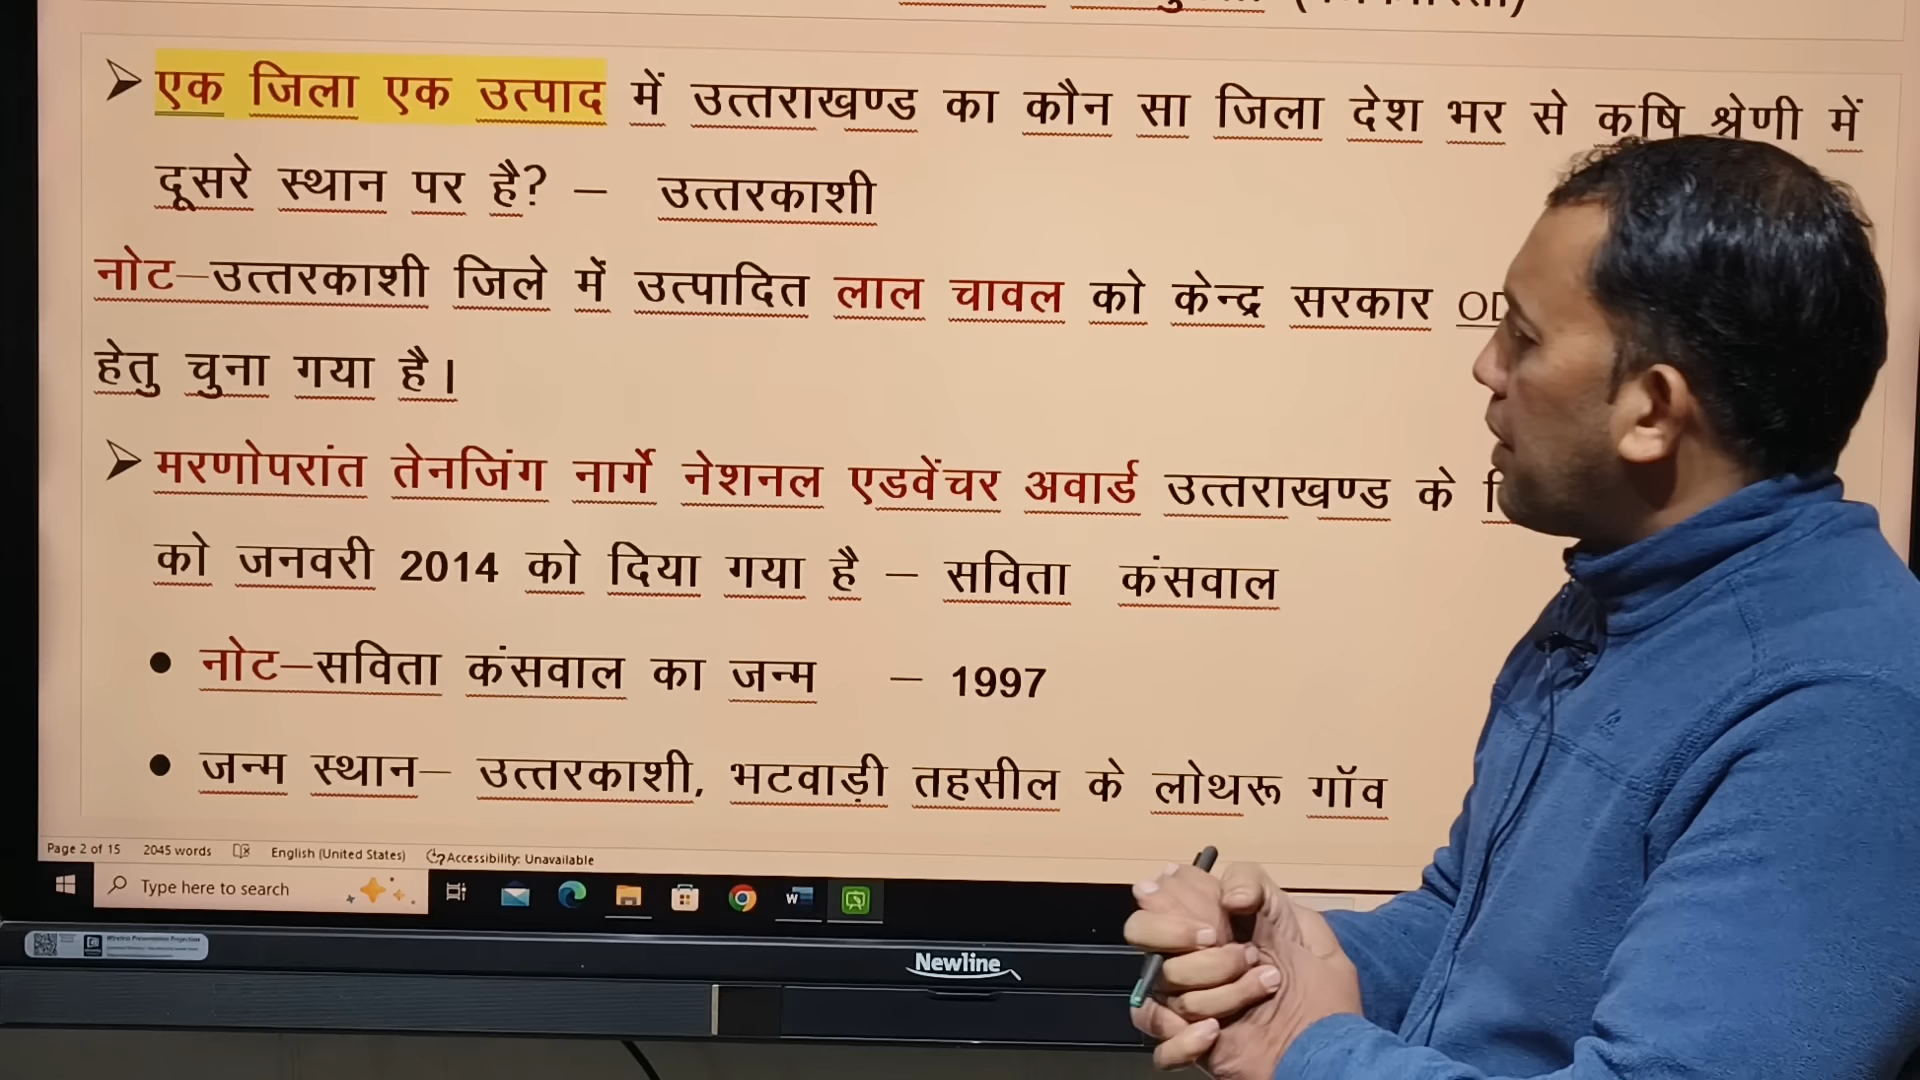 एक जिला एक उत्पाद में उत्तराखण्ड का कौन सा जिला देश भर से कृषि श्रेणी में
दूसरे स्थान पर है? – उत्तरकाशी
नोट–उत्तरकाशी जिले में उत्पादित लाल चावल को केन्द्र सरकार
हेतु चुना गया है।
मरणोपरांत तेनजिंग नार्गे नेशनल एडवेंचर अवार्ड उत्तराखण्ड के
को जनवरी 2014 को दिया गया है – सविता कंसवाल
नोट–सविता कंसवाल का जन्म – 1997
जन्म स्थान– उत्तरकाशी, भटवाड़ी तहसील के लोथरू गॉव
Page 2 of 15 2045 words English (United States) Accessibility: Unavailable
Type here to search
Newline